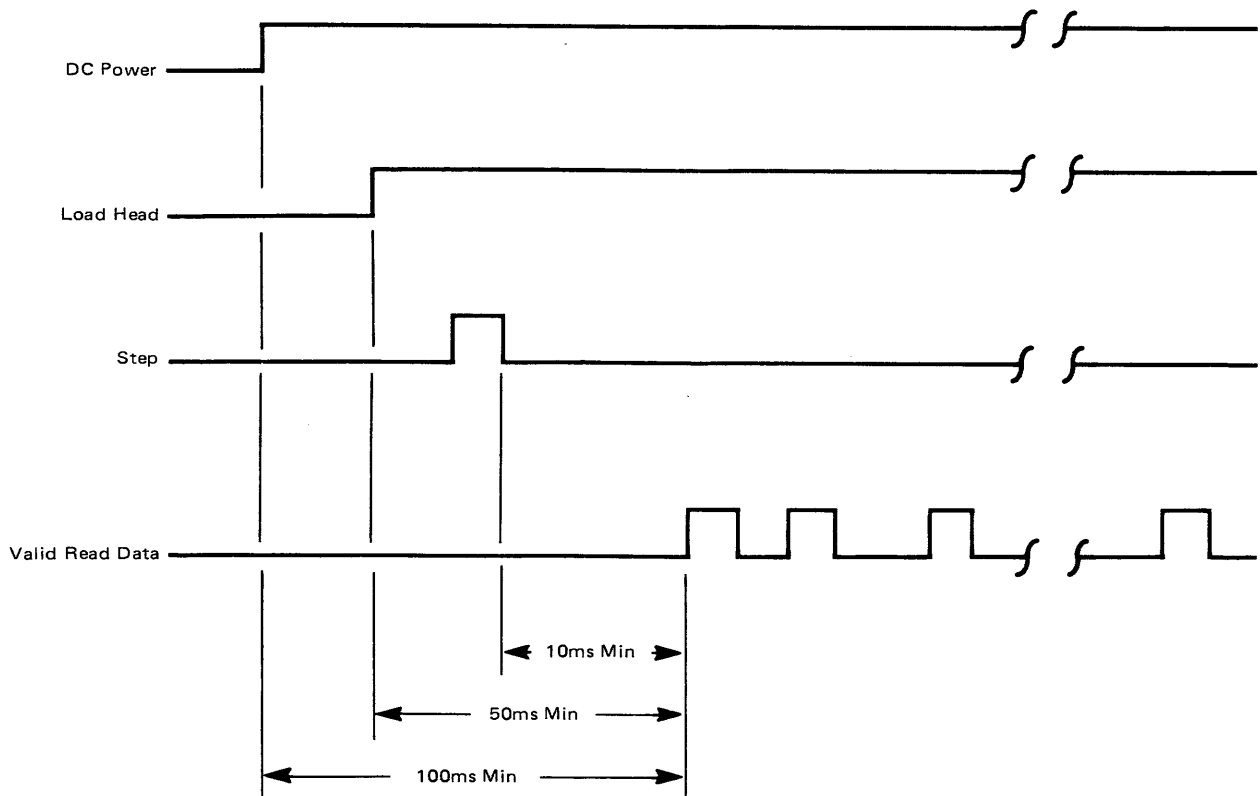 DC Power
Load Head
Step
Valid Read Data
10ms Min
50ms Min
100ms Min